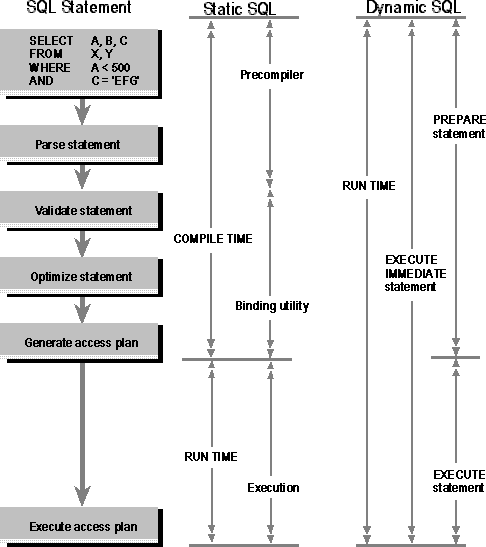 SQL Statement
Static SQL
Dynamic SQL
SELECT A, B, C
FROM X, Y
WHERE A < 500
AND C = 'EFG'
Precompiler
PREPARE
statement
Parse statement
RUN TIME
Validate statement
COMPILE TIME
EXECUTE
IMMEDIATE
statement
Optimize statement
Binding utility
Generate access plan
RUN TIME
Execution
EXECUTE
statement
Execute access plan